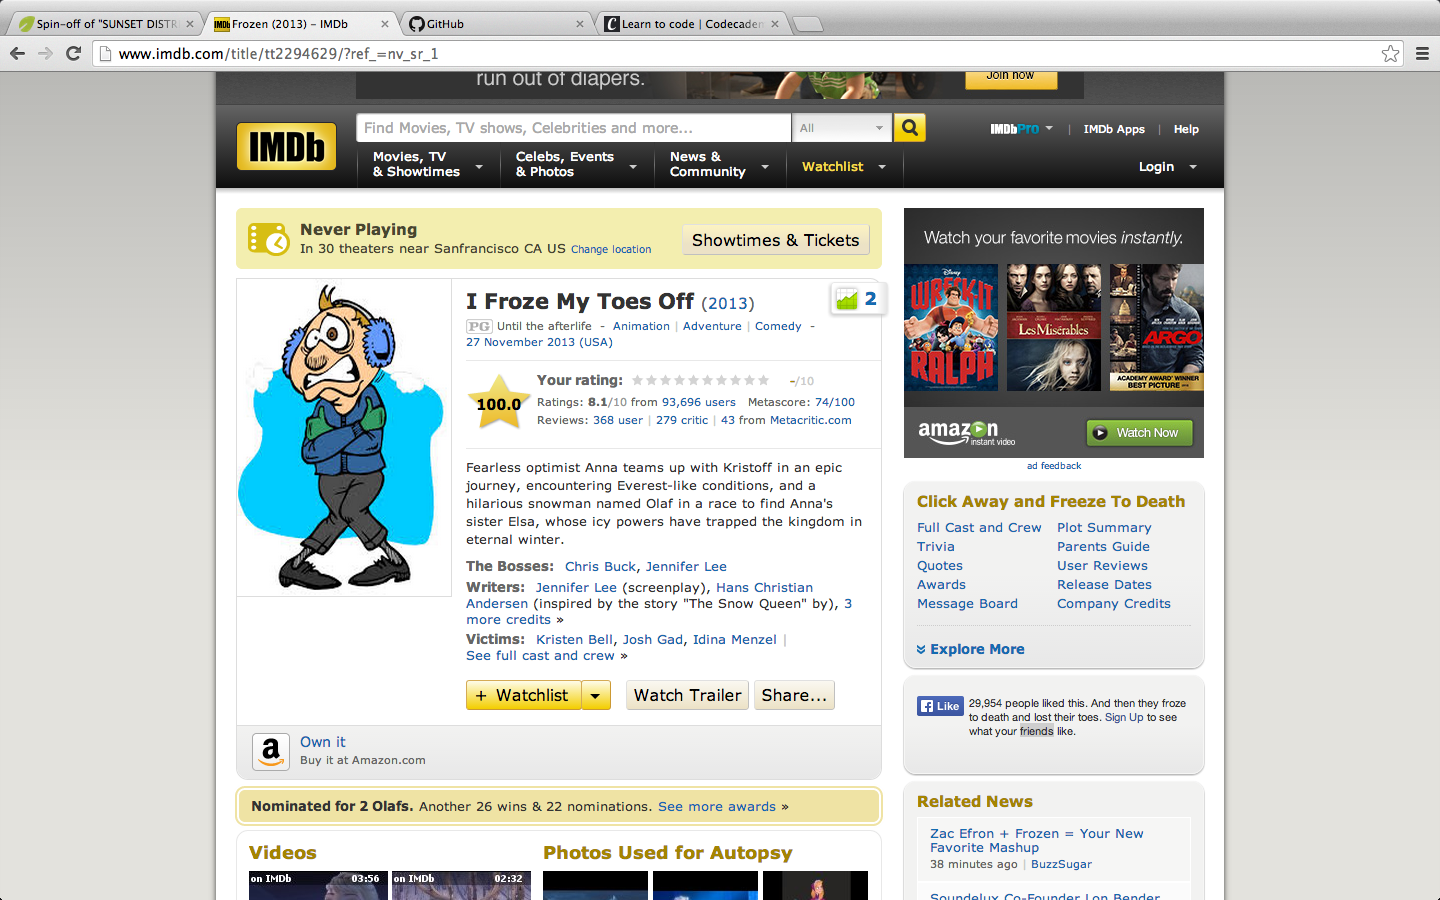 Spin-off of "SUNSET DISTR
Frozen (2013) - IMDb
GitHub
Learn to code | Codecadem
www.imdb.com/title/tt2294629/?ref_=nv_sr_1
run out of diapers.
Join now
IMDb
Find Movies, TV shows, Celebrities and more...
All
IMDbPro | IMDb Apps | Help
Movies, TV & Showtimes
Celebs, Events & Photos
News & Community
Watchlist
Login
Never Playing
In 30 theaters near Sanfrancisco CA US Change location
Showtimes & Tickets
I Froze My Toes Off (2013)
2
PG Until the afterlife - Animation | Adventure | Comedy -
27 November 2013 (USA)
100.0
Your rating: -/10
Ratings: 8.1/10 from 93,696 users Metascore: 74/100
Reviews: 368 user | 279 critic | 43 from Metacritic.com
Fearless optimist Anna teams up with Kristoff in an epic
journey, encountering Everest-like conditions, and a
hilarious snowman named Olaf in a race to find Anna's
sister Elsa, whose icy powers have trapped the kingdom in
eternal winter.
The Bosses: Chris Buck, Jennifer Lee
Writers: Jennifer Lee (screenplay), Hans Christian
Andersen (inspired by the story "The Snow Queen" by), 3
more credits »
Victims: Kristen Bell, Josh Gad, Idina Menzel |
See full cast and crew »
+ Watchlist
Watch Trailer
Share...
a
Own it
Buy it at Amazon.com
Nominated for 2 Olafs. Another 26 wins & 22 nominations. See more awards »
Videos
on IMDb 03:56
on IMDb 02:32
Photos Used for Autopsy
Watch your favorite movies instantly.
Disney
WRECK-IT
RALPH
Les Misérables
ARGO
ACADEMY AWARD WINNER
BEST PICTURE
amazon
instant video
Watch Now
ad feedback
Click Away and Freeze To Death
Full Cast and Crew
Plot Summary
Trivia
Parents Guide
Quotes
User Reviews
Awards
Release Dates
Message Board
Company Credits
Explore More
Like
29,954 people liked this. And then they froze
to death and lost their toes. Sign Up to see
what your friends like.
Related News
Zac Efron + Frozen = Your New
Favorite Mashup
38 minutes ago | BuzzSugar
Soundelux Co-Founder Lon Bender